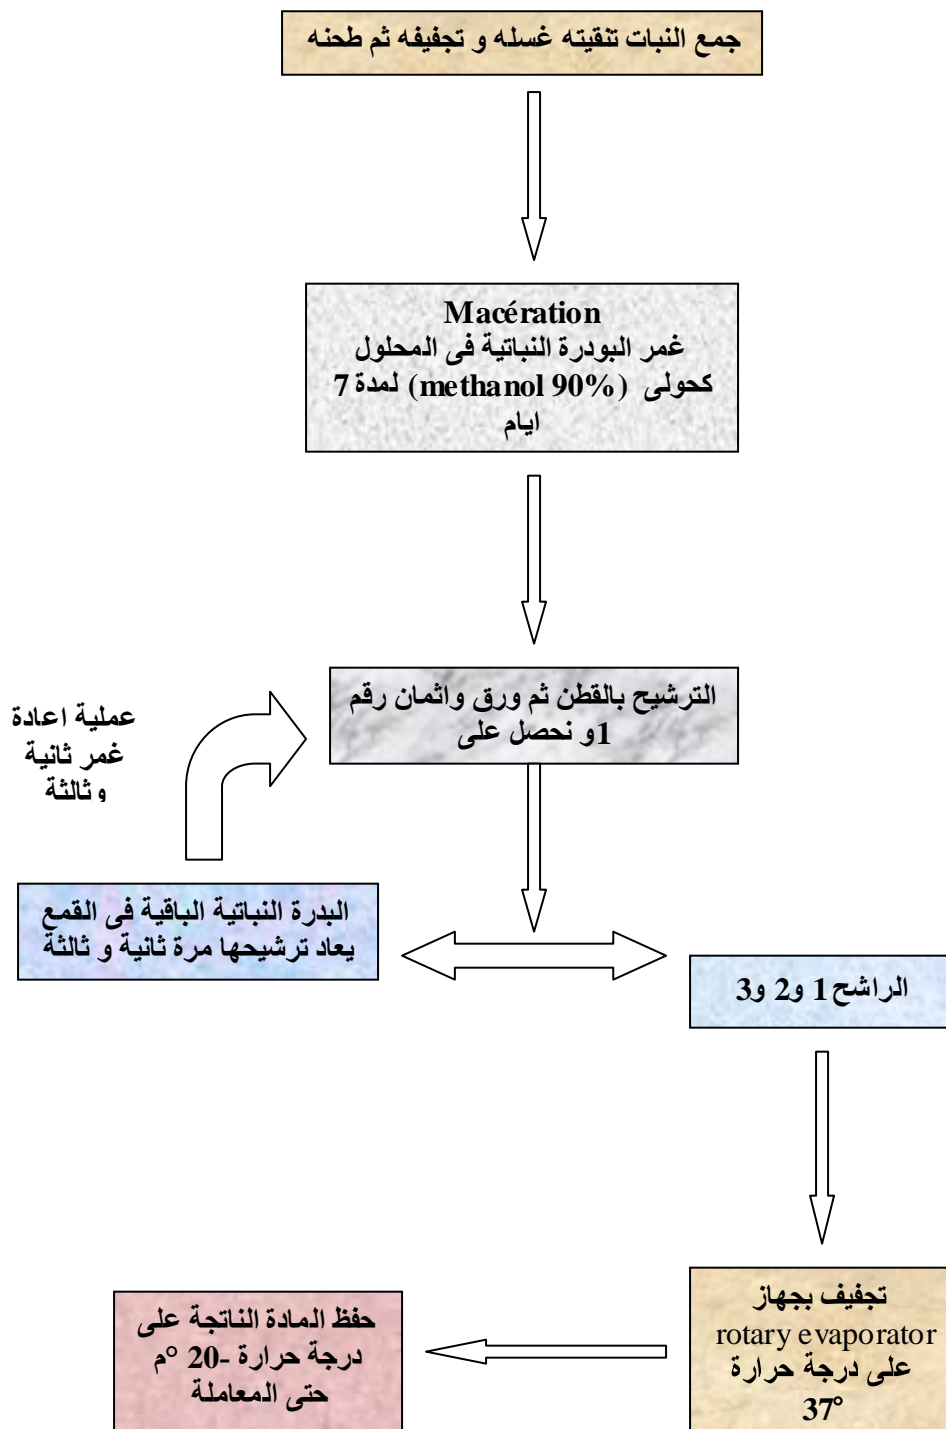 جمع النبات تنقيته غسله و تجفيفه ثم طحنه
Macération
غمر البودرة النباتية فى المحلول
كحولى (methanol 90%) لمدة 7
ايام
الترشيح بالقطن ثم ورق واثمان رقم
1و نحصل على
عملية اعادة
غمر ثانية
وثالثة
البدرة النباتية الباقية فى القمع
يعاد ترشيحها مرة ثانية و ثالثة
الراشح1 و2 و3
تجفيف بجهاز
rotary evaporator
على درجة حرارة
37°
حفظ المادة الناتجة على
درجة حرارة -20 °م
حتى المعاملة